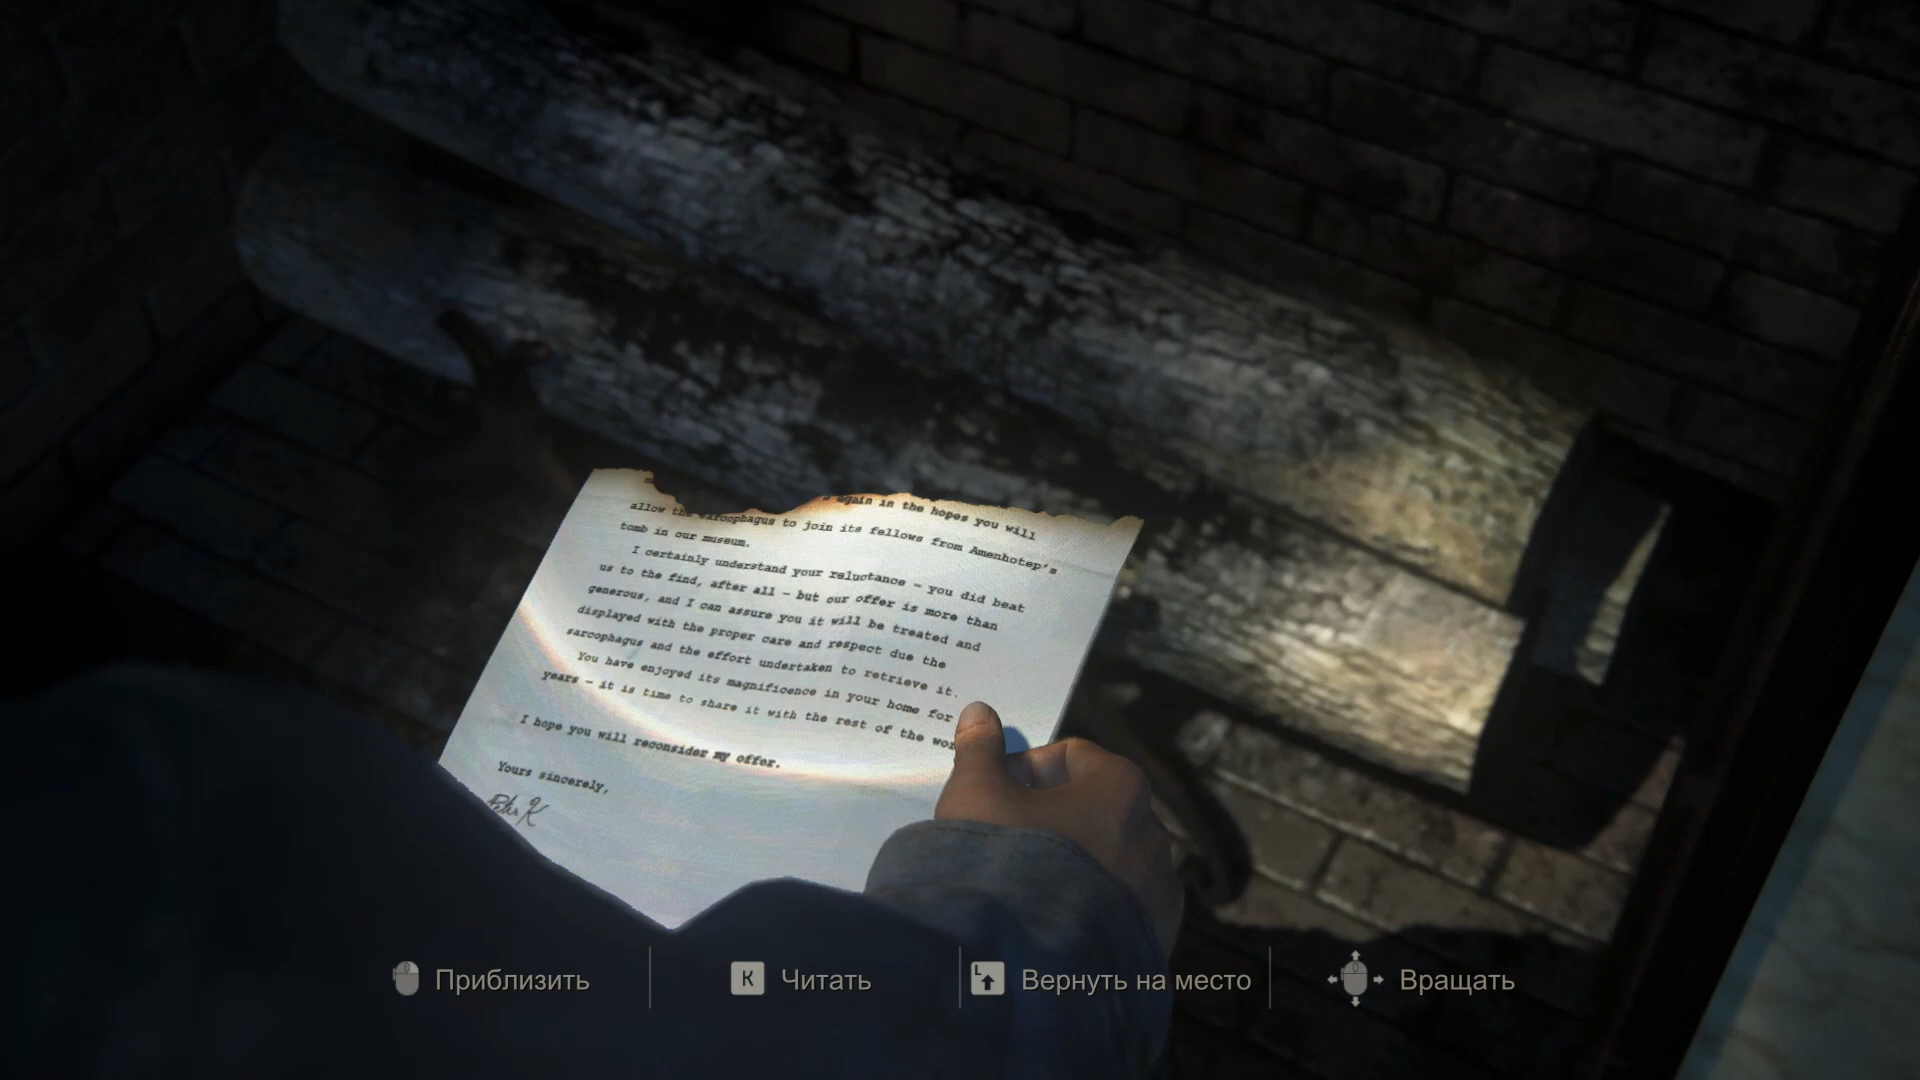 again in the hopes you will
allow the sarcophagus to join its fellows from Amenhotep's
tomb in our museum.
I certainly understand your reluctance – you did beat
us to the find, after all – but our offer is more than
generous, and I can assure you it will be treated and
displayed with the proper care and respect due the
sarcophagus and the effort undertaken to retrieve it.
You have enjoyed its magnificence in your home for
years – it is time to share it with the rest of the
I hope you will reconsider my offer.
Yours sincerely,
Приблизить
K Читать
L Вернуть на место
Вращать